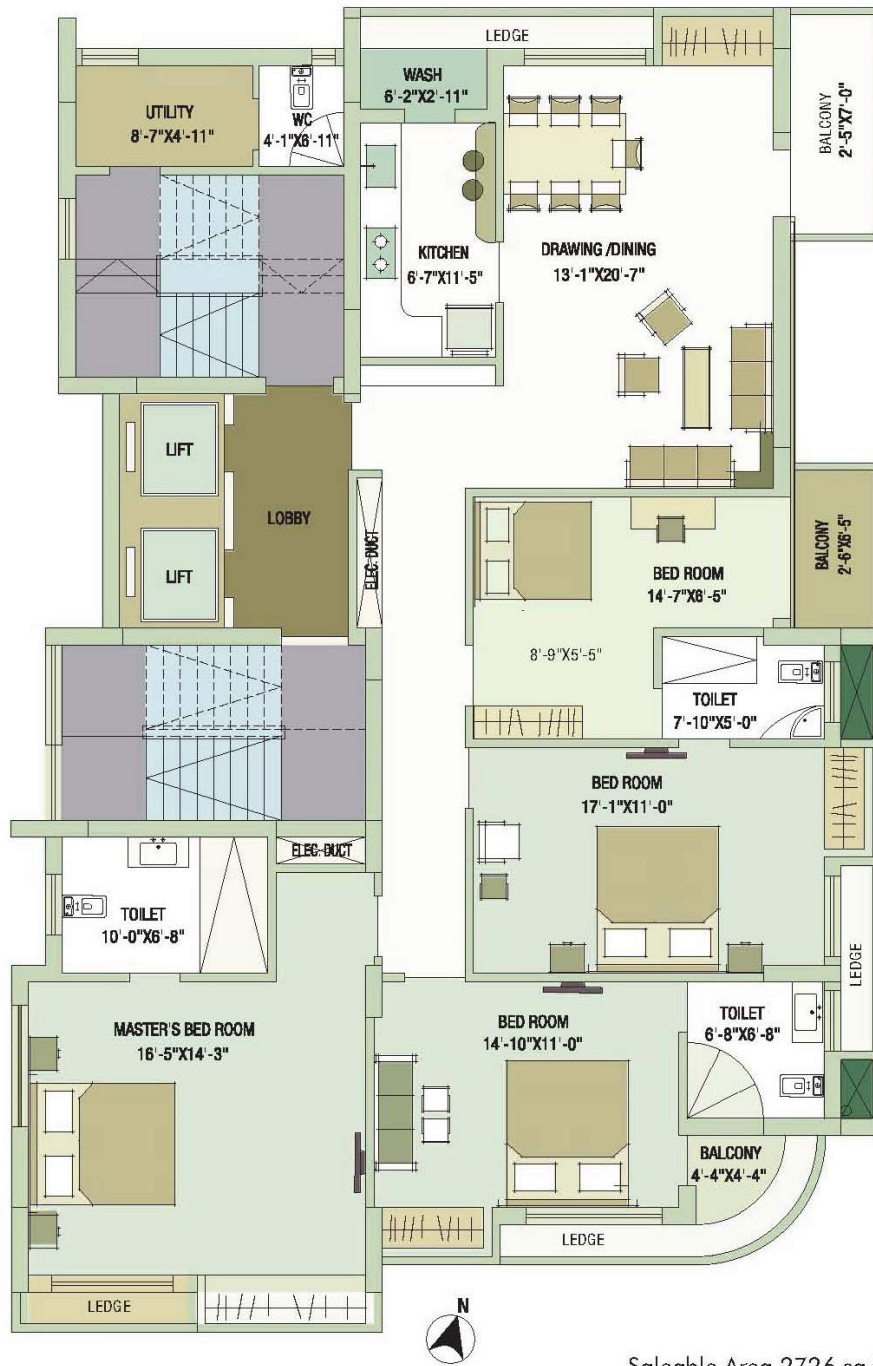 LEDGE
WASH
6'-2"X2'-11"
UTILITY
8'-7"X4'-11"
WC
4'-1"X6'-11"
BALCONY
2'-5"X7'-0"
KITCHEN
6'-7"X11'-5"
DRAWING /DINING
13'-1"X20'-7"
LIFT
LOBBY
LIFT
ELEC. DUCT
BED ROOM
14'-7"X6'-5"
BALCONY
2'-6"X6'-5"
8'-9"X5'-5"
TOILET
7'-10"X5'-0"
BED ROOM
17'-1"X11'-0"
ELEC. DUCT
TOILET
10'-0"X6'-8"
LEDGE
MASTER'S BED ROOM
16'-5"X14'-3"
BED ROOM
14'-10"X11'-0"
TOILET
6'-8"X6'-8"
BALCONY
4'-4"X4'-4"
LEDGE
LEDGE
N
Saleable Area 2726 sq